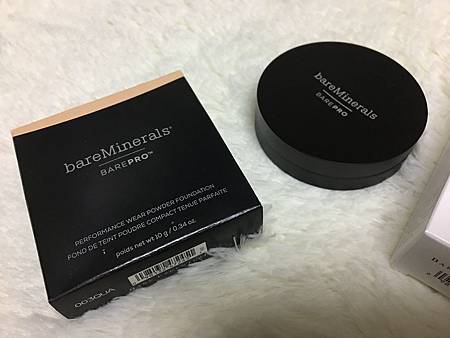 bareMinerals®
BAREPRO™
PERFORMANCE WEAR POWDER FOUNDATION
FOND DE TEINT POUDRE COMPACT TENUE PARFAITE
poids net wt 10 g / 0.34 oz.
bareMinerals
BAREPRO